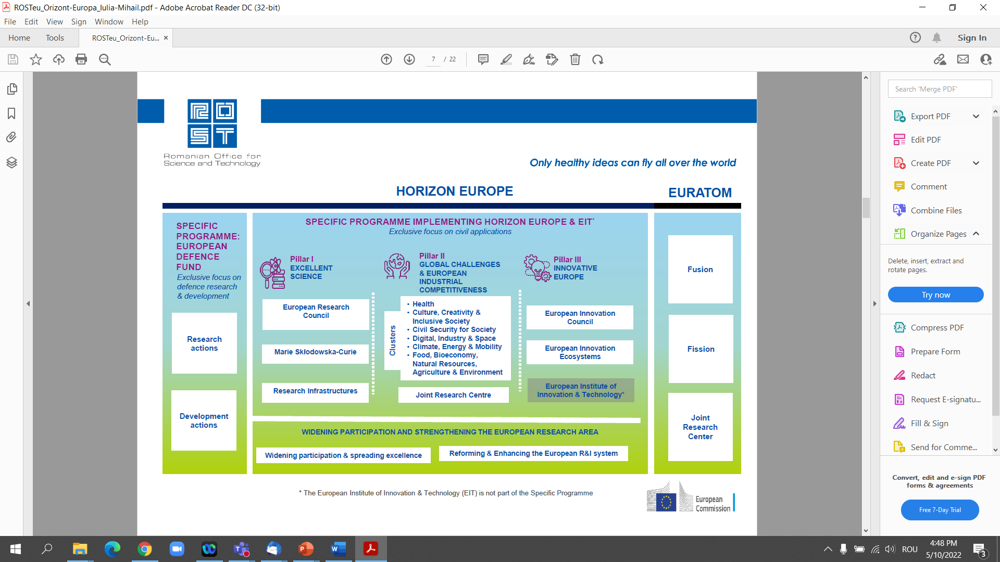 ROSTeu_Orizont-Europa_Iulia-Mihail.pdf - Adobe Acrobat Reader DC (32-bit)
File Edit View Sign Window Help
Home Tools ROSTeu_Orizont-Eu... ×
Sign In
7 / 22
Search 'Merge PDF'
Export PDF
Edit PDF
Create PDF
Comment
Combine Files
Organize Pages
Delete, insert, extract and
rotate pages.
Try now
Compress PDF
Prepare Form
Redact
Request E-signatu...
Fill & Sign
Send for Comme...
Convert, edit and e-sign PDF
forms & agreements
Free 7-Day Trial
RO
ST
Romanian Office for
Science and Technology
Only healthy ideas can fly all over the world
HORIZON EUROPE
EURATOM
SPECIFIC
PROGRAMME:
EUROPEAN
DEFENCE
FUND
Exclusive focus on
defence research
& development
Research
actions
Development
actions
SPECIFIC PROGRAMME IMPLEMENTING HORIZON EUROPE & EIT*
Exclusive focus on civil applications
Pillar I
EXCELLENT
SCIENCE
European Research
Council
Marie Skłodowska-Curie
Research Infrastructures
Pillar II
GLOBAL CHALLENGES
& EUROPEAN
INDUSTRIAL
COMPETITIVENESS
Clusters
• Health
• Culture, Creativity &
Inclusive Society
• Civil Security for Society
• Digital, Industry & Space
• Climate, Energy & Mobility
• Food, Bioeconomy,
Natural Resources,
Agriculture & Environment
Joint Research Centre
Pillar III
INNOVATIVE
EUROPE
European Innovation
Council
European Innovation
Ecosystems
European Institute of
Innovation & Technology*
WIDENING PARTICIPATION AND STRENGTHENING THE EUROPEAN RESEARCH AREA
Widening participation & spreading excellence
Reforming & Enhancing the European R&I system
Fusion
Fission
Joint
Research
Center
* The European Institute of Innovation & Technology (EIT) is not part of the Specific Programme
European
Commission
ROU
4:48 PM
5/10/2022
3